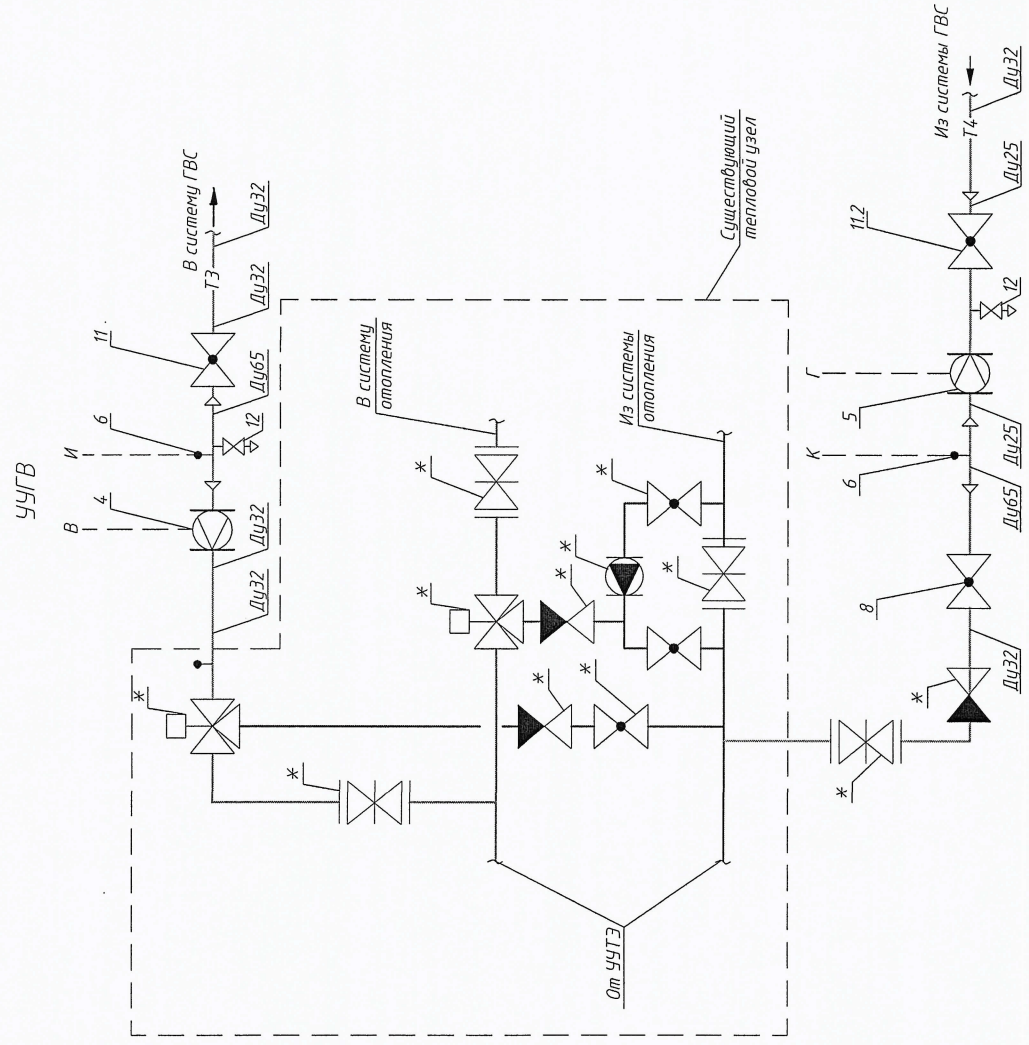 УУГВ
В
4
И
6
11
В систему ГВС
Т3
Ду32
Ду32
Ду65
12
Ду32
Ду32
*
*
В систему
отопления
*
*
Существующий
тепловой узел
Из системы
отопления
*
*
*
*
*
*
От УУТЭ
*
*
Ду32
8
Ду65
К
6
Ду25
Г
5
12
11.2
Ду25
Из системы ГВС
Т4
Ду32